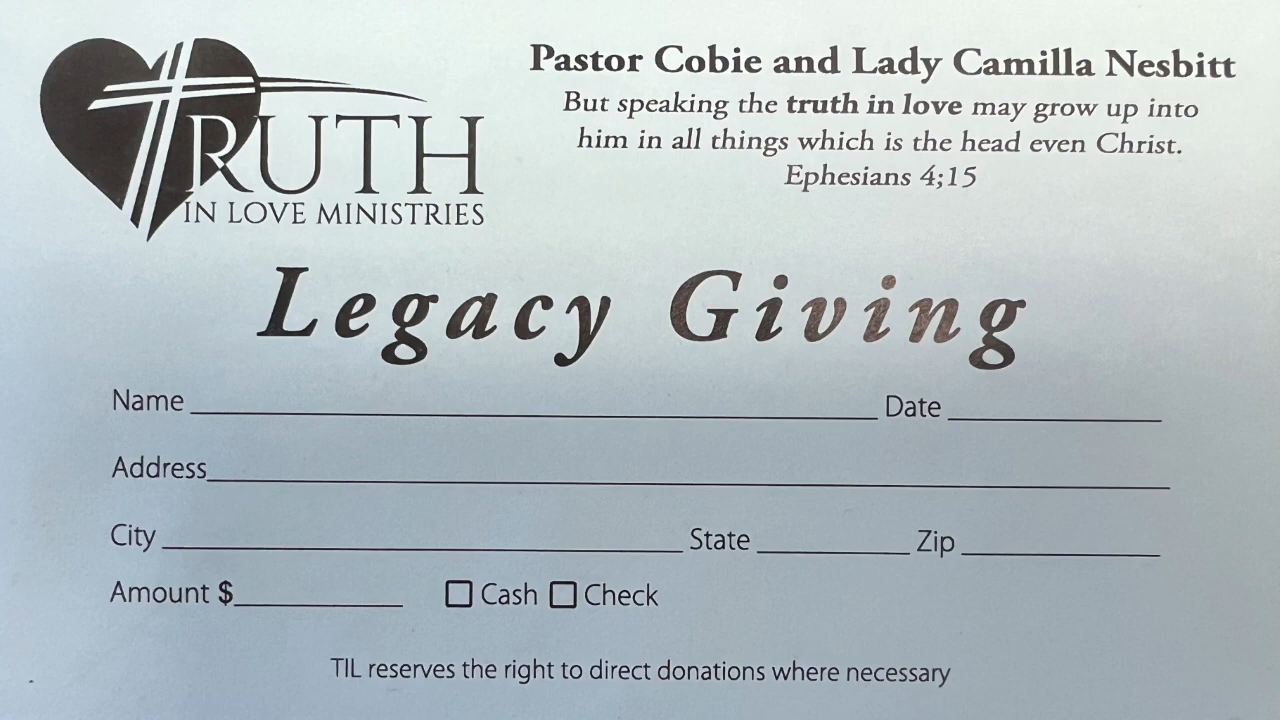 TRUTH
IN LOVE MINISTRIES
Pastor Cobie and Lady Camilla Nesbitt
But speaking the truth in love may grow up into
him in all things which is the head even Christ.
Ephesians 4;15
Legacy Giving
Name Date
Address
City State Zip
Amount $ Cash Check
TIL reserves the right to direct donations where necessary